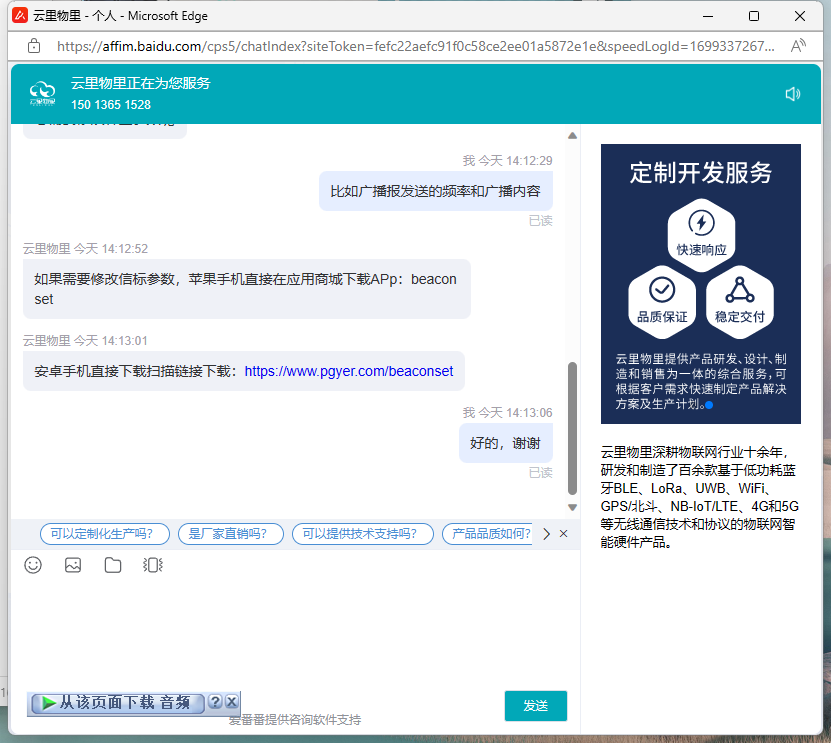 云里物里 - 个人 - Microsoft Edge
https://affim.baidu.com/cps5/chatIndex?siteToken=fefc22aefc91f0c58ce2ee01a5872e1e&speedLogId=1699337267...
云里物里正在为您服务
150 1365 1528
云里物里
我 今天 14:12:29
比如广播报发送的频率和广播内容
已读
云里物里 今天 14:12:52
如果需要修改信标参数，苹果手机直接在应用商城下载APp：beacon
set
云里物里 今天 14:13:01
安卓手机直接下载扫描链接下载：https://www.pgyer.com/beaconset
我 今天 14:13:06
好的，谢谢
已读
可以定制化生产吗？
是厂家直销吗？
可以提供技术支持吗？
产品品质如何？
从该页面下载 音频
爱番番提供咨询软件支持
发送
定制开发服务
快速响应
品质保证
稳定交付
云里物里提供产品研发、设计、制
造和销售为一体的综合服务，可
根据客户需求快速制定产品解决
方案及生产计划。
云里物里深耕物联网行业十余年，
研发和制造了百余款基于低功耗蓝
牙BLE、LoRa、UWB、WiFi、
GPS/北斗、NB-IoT/LTE、4G和5G
等无线通信技术和协议的物联网智
能硬件产品。